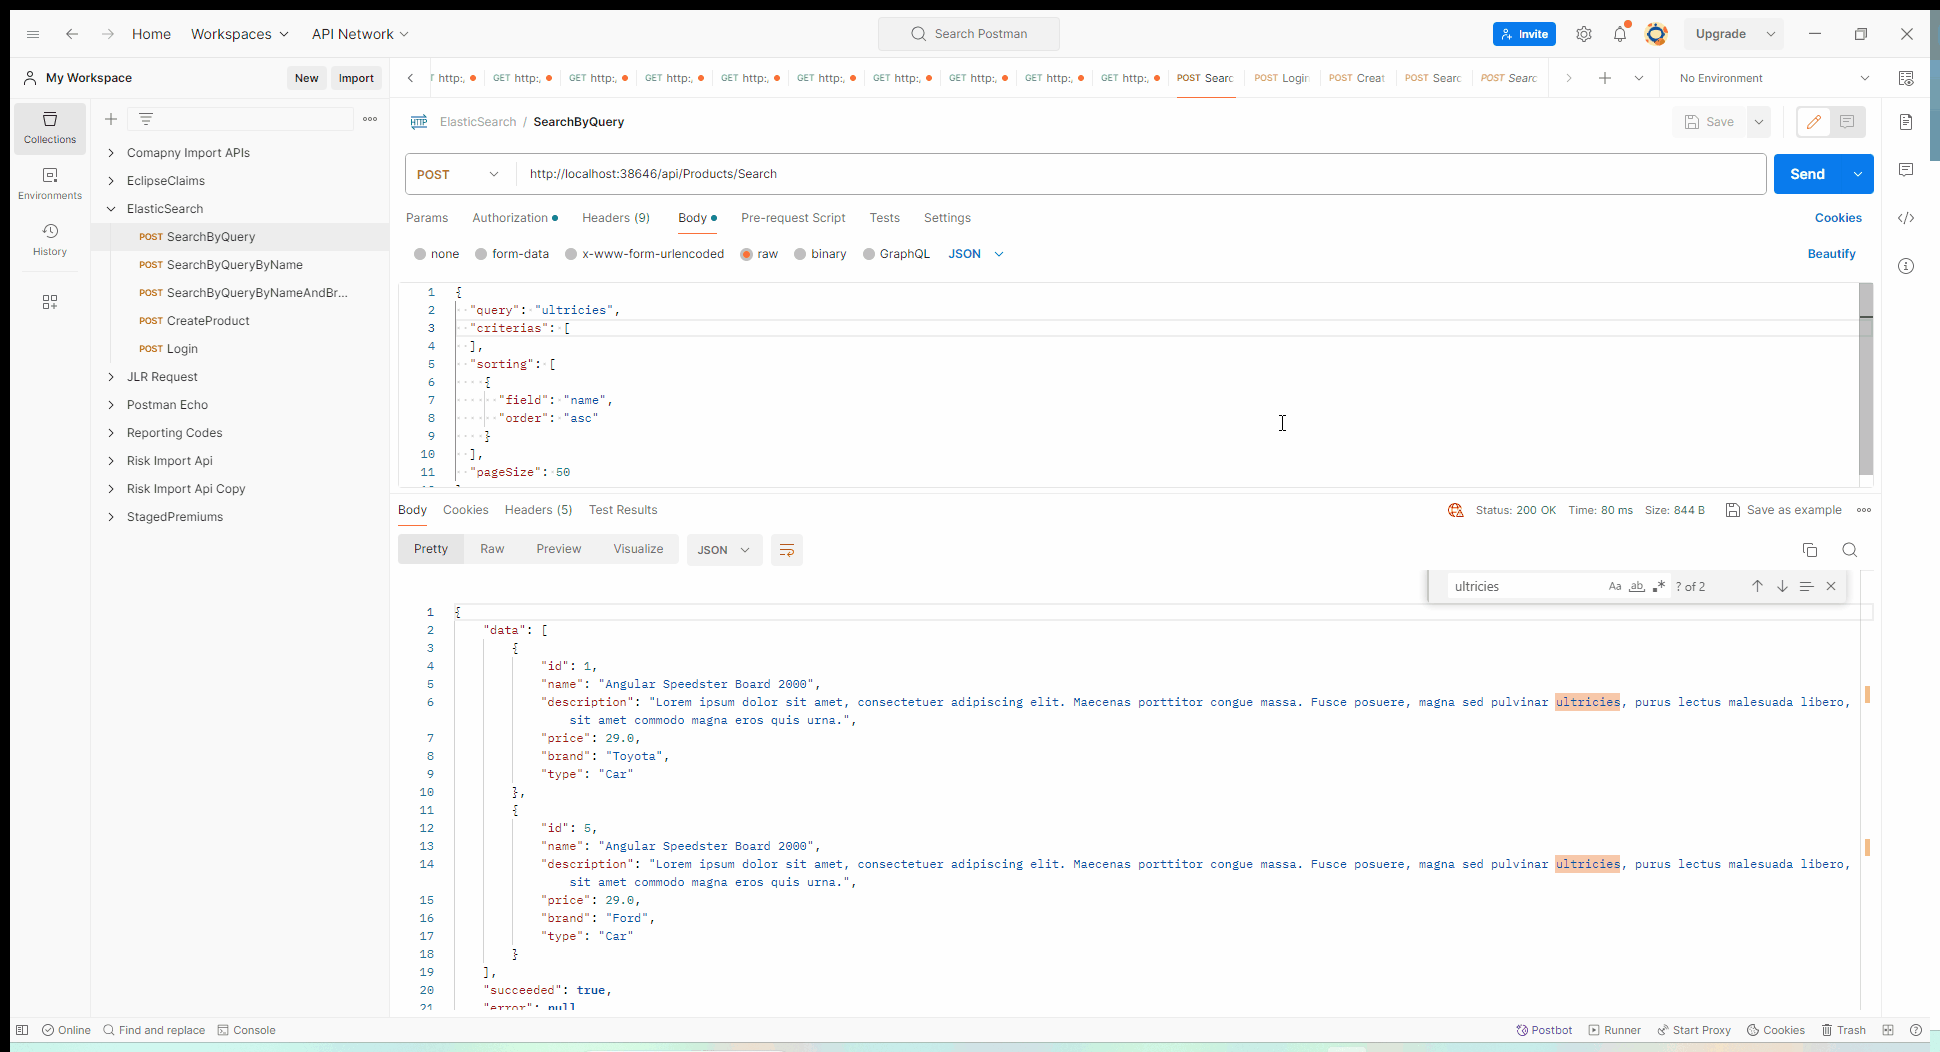 Home Workspaces API Network Search Postman Invite Upgrade
My Workspace New Import T http:, GET http:, GET http:, GET http:, GET http:, GET http:, GET http:, GET http:, GET http:, GET http:, POST Searc POST Logir POST Creat POST Searc POST Searc No Environment
Collections
Environments
History
Comapny Import APIs
EclipseClaims
ElasticSearch
POST SearchByQuery
POST SearchByQueryByName
POST SearchByQueryByNameAndBr...
POST CreateProduct
POST Login
JLR Request
Postman Echo
Reporting Codes
Risk Import Api
Risk Import Api Copy
StagedPremiums
HTTP ElasticSearch / SearchByQuery Save
POST http://localhost:38646/api/Products/Search Send
Params Authorization Headers (9) Body Pre-request Script Tests Settings Cookies
none form-data x-www-form-urlencoded raw binary GraphQL JSON Beautify
1 {
2 "query": "ultricies",
3 "criterias": [
4 ],
5 "sorting": [
6 {
7 "field": "name",
8 "order": "asc"
9 }
10 ],
11 "pageSize": 50
Body Cookies Headers (5) Test Results Status: 200 OK Time: 80 ms Size: 844 B Save as example
Pretty Raw Preview Visualize JSON
ultricies Aa ab. .* ? of 2
1 {
2 "data": [
3 {
4 "id": 1,
5 "name": "Angular Speedster Board 2000",
6 "description": "Lorem ipsum dolor sit amet, consectetuer adipiscing elit. Maecenas porttitor congue massa. Fusce posuere, magna sed pulvinar ultricies, purus lectus malesuada libero,
sit amet commodo magna eros quis urna.",
7 "price": 29.0,
8 "brand": "Toyota",
9 "type": "Car"
10 },
11 {
12 "id": 5,
13 "name": "Angular Speedster Board 2000",
14 "description": "Lorem ipsum dolor sit amet, consectetuer adipiscing elit. Maecenas porttitor congue massa. Fusce posuere, magna sed pulvinar ultricies, purus lectus malesuada libero,
sit amet commodo magna eros quis urna.",
15 "price": 29.0,
16 "brand": "Ford",
17 "type": "Car"
18 }
19 ],
20 "succeeded": true,
21 "error": null
Online Find and replace Console Postbot Runner Start Proxy Cookies Trash